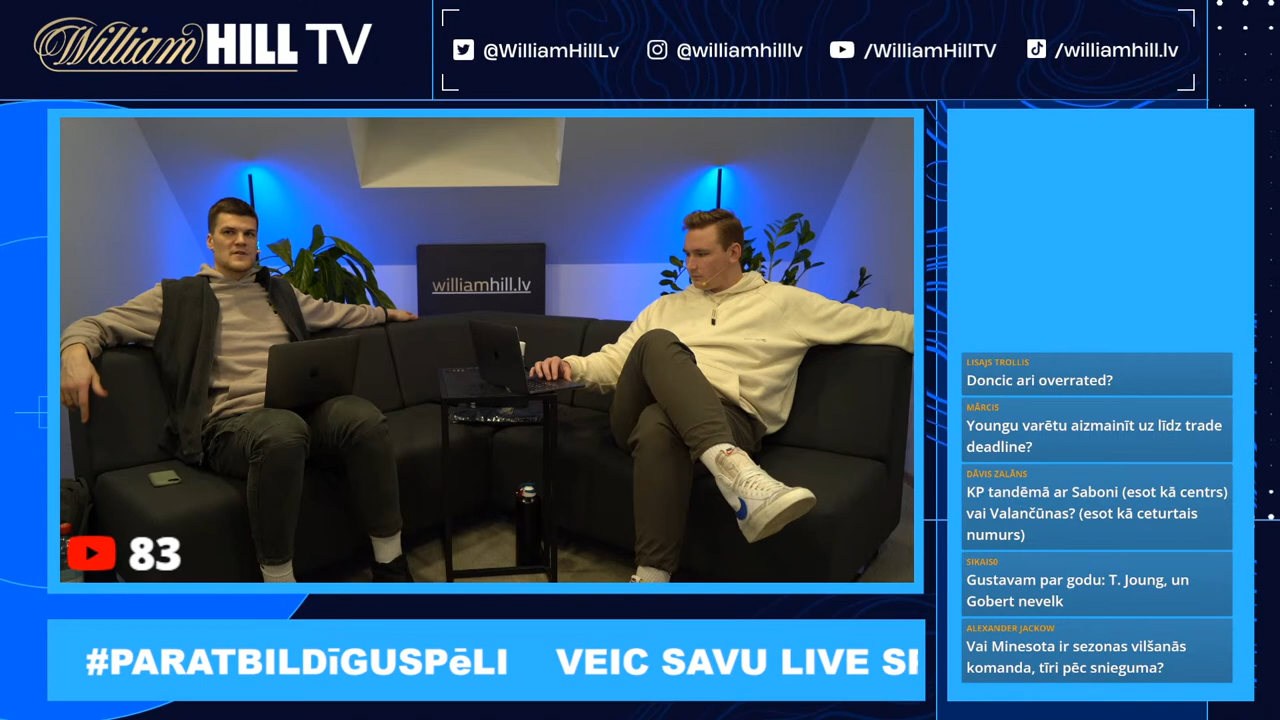 William HILL TV
@WilliamHillLv
@williamhilllv
/WilliamHillTV
/williamhill.lv
williamhill.lv
83
LISAJS TROLLIS
Doncic ari overrated?
MĀRCIS
Youngu varētu aizmainīt uz līdz trade
deadline?
DĀVIS ZALĀNS
KP tandēmā ar Saboni (esot kā centrs)
vai Valančūnas? (esot kā ceturtais
numurs)
SIKAIS0
Gustavam par godu: T. Joung, un
Gobert nevelk
ALEXANDER JACKOW
Vai Minesota ir sezonas vilšanās
komanda, tīri pēc snieguma?
#PARATBILDīGUSPēLI VEIC SAVU LIVE